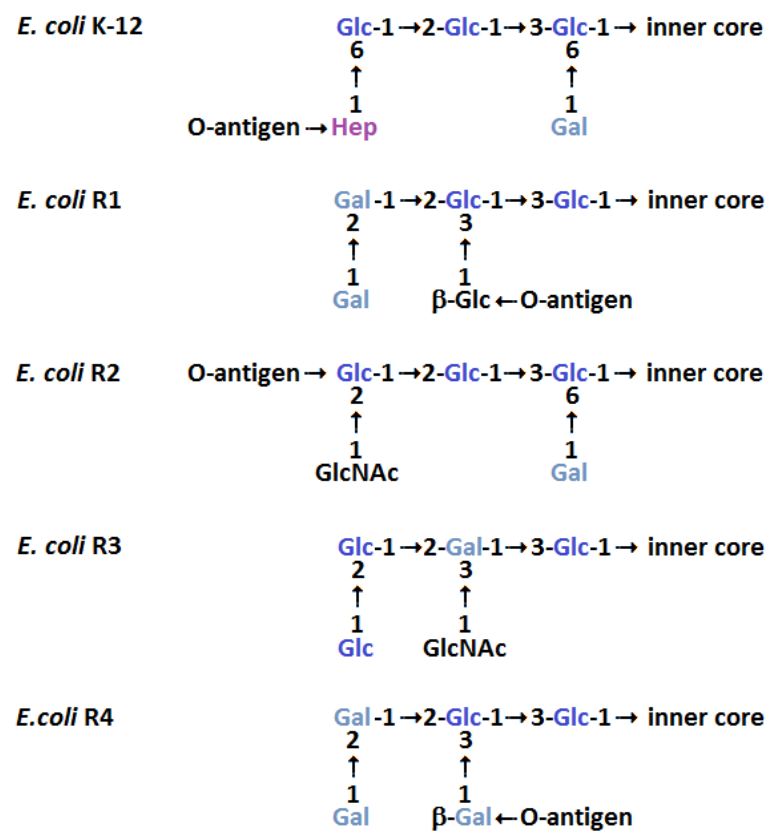 E. coli K-12 Glc-1→2-Glc-1→3-Glc-1→ inner core
6 6
↑ ↑
1 1
O-antigen→Hep Gal
E. coli R1 Gal-1→2-Glc-1→3-Glc-1→ inner core
2 3
↑ ↑
1 1
Gal β-Glc←O-antigen
E. coli R2 O-antigen→ Glc-1→2-Glc-1→3-Glc-1→ inner core
2 6
↑ ↑
1 1
GlcNAc Gal
E. coli R3 Glc-1→2-Gal-1→3-Glc-1→ inner core
2 3
↑ ↑
1 1
Glc GlcNAc
E.coli R4 Gal-1→2-Glc-1→3-Glc-1→ inner core
2 3
↑ ↑
1 1
Gal β-Gal←O-antigen